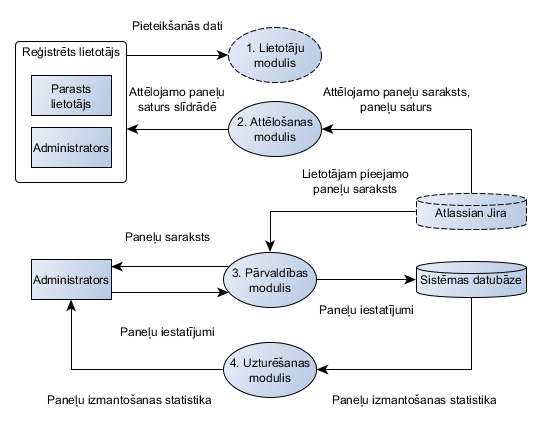 Pieteikšanās dati
Reģistrēts lietotājs
1. Lietotāju
modulis
Parasts
lietotājs
Administrators
Attēlojamo paneļu
saturs slīdrādē
2. Attēlošanas
modulis
Attēlojamo paneļu saraksts,
paneļu saturs
Lietotājam pieejamo
paneļu saraksts
Atlassian Jira
Paneļu saraksts
Administrators
3. Pārvaldības
modulis
Sistēmas datubāze
Paneļu iestatījumi
Paneļu iestatījumi
4. Uzturēšanas
modulis
Paneļu izmantošanas statistika
Paneļu izmantošanas statistika